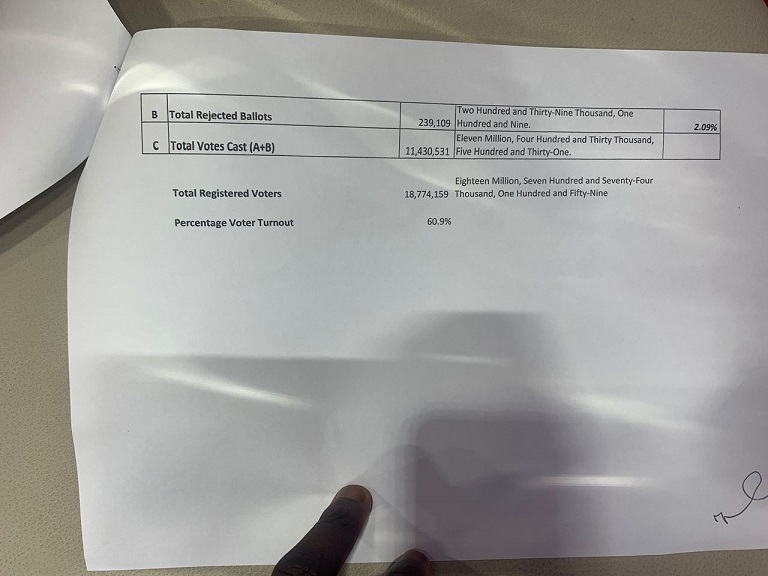 B Total Rejected Ballots 239,109 Two Hundred and Thirty-Nine Thousand, One
Hundred and Nine. 2.09%
C Total Votes Cast (A+B) 11,430,531 Eleven Million, Four Hundred and Thirty Thousand,
Five Hundred and Thirty-One.
Total Registered Voters 18,774,159 Eighteen Million, Seven Hundred and Seventy-Four
Thousand, One Hundred and Fifty-Nine
Percentage Voter Turnout 60.9%